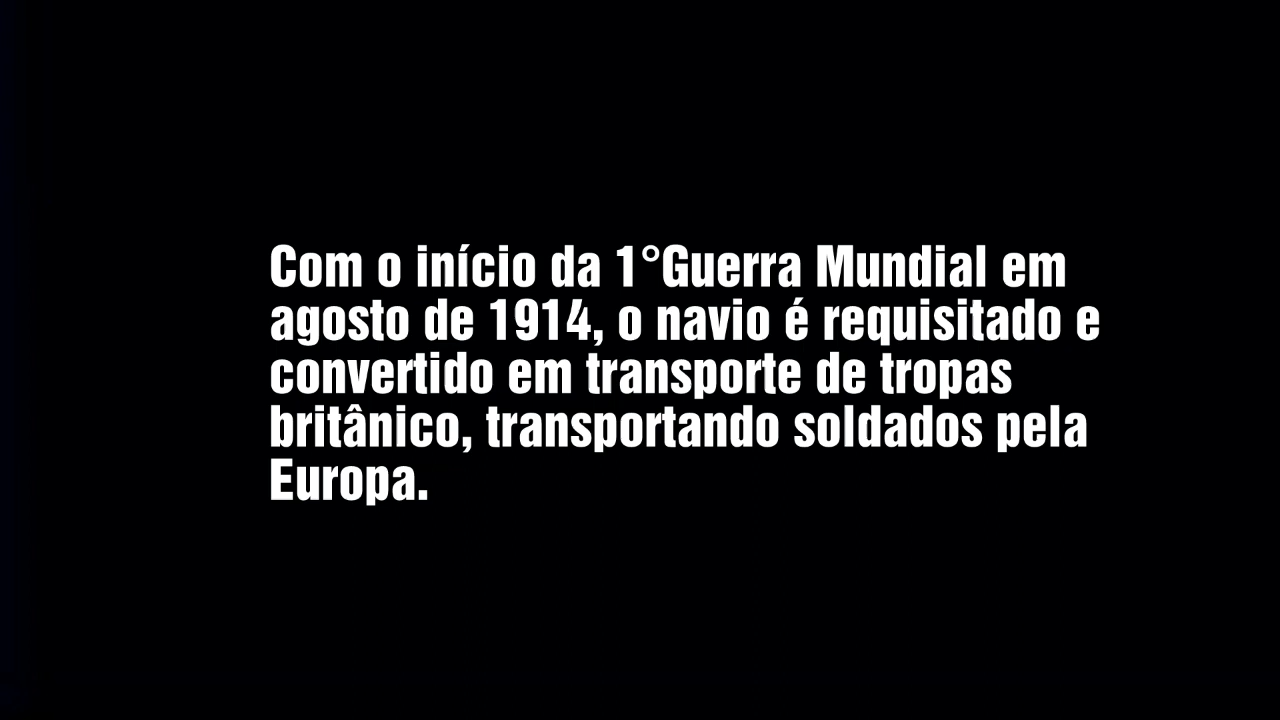 Com o início da 1°Guerra Mundial em
agosto de 1914, o navio é requisitado e
convertido em transporte de tropas
britânico, transportando soldados pela
Europa.